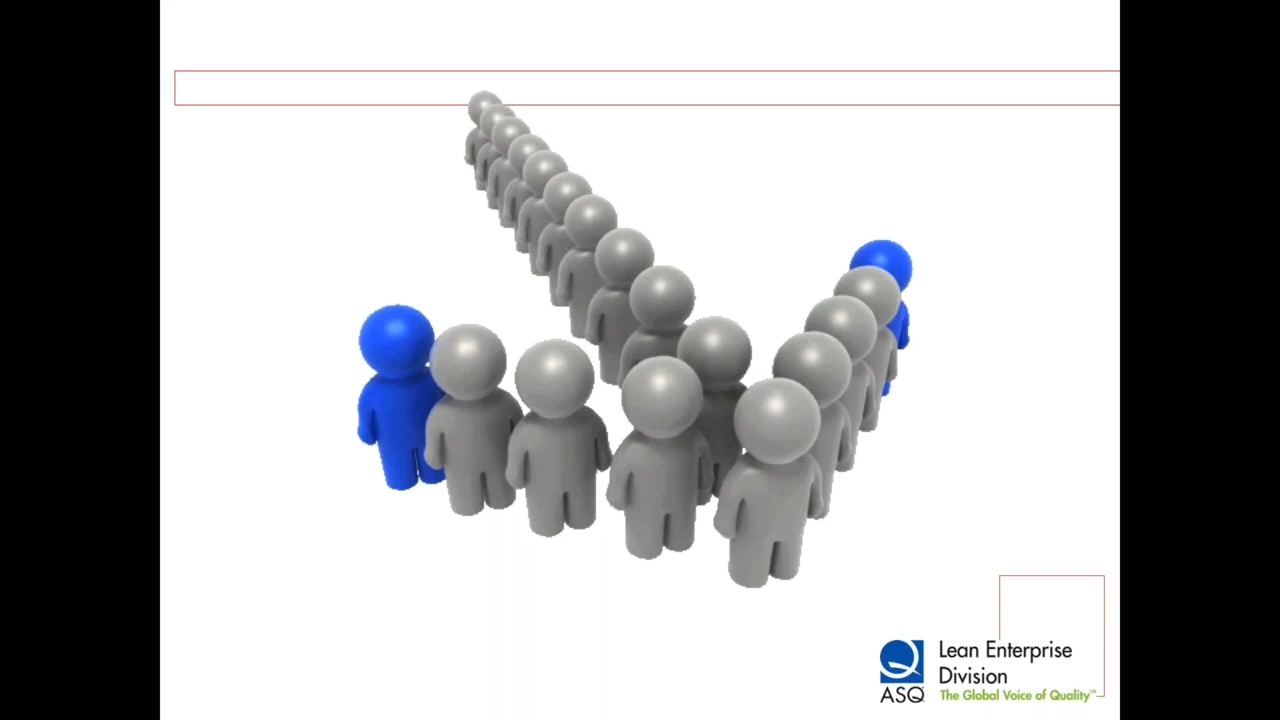 Lean Enterprise
Division
ASQ The Global Voice of Quality™